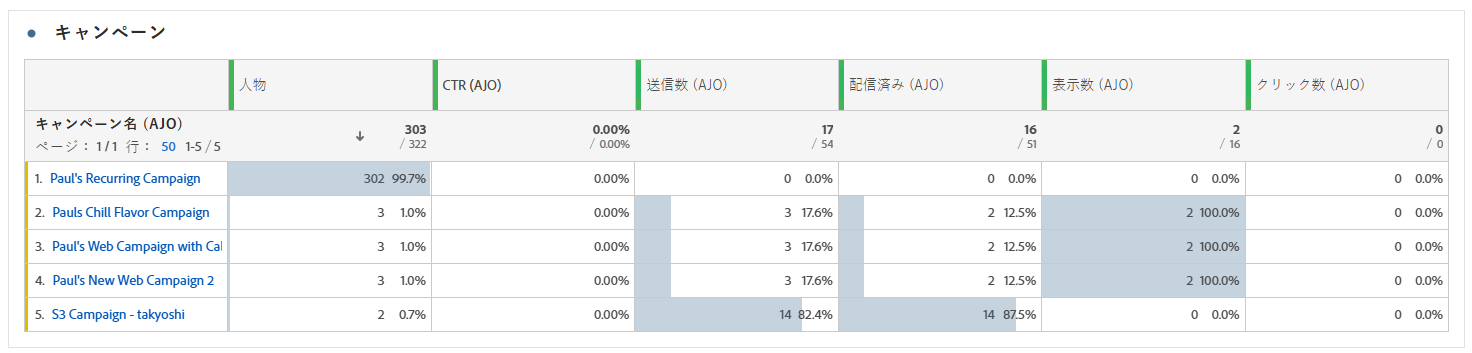 キャンペーン
人物 CTR (AJO) 送信数 (AJO) 配信済み (AJO) 表示数 (AJO) クリック数 (AJO)
キャンペーン名 (AJO) 303 0.00% 17 16 2 0
ページ： 1 / 1 行： 50 1-5 / 5 / 322 / 0.00% / 54 / 51 / 16 / 0
1. Paul's Recurring Campaign 302 99.7% 0.00% 0 0.0% 0 0.0% 0 0.0% 0 0.0%
2. Pauls Chill Flavor Campaign 3 1.0% 0.00% 3 17.6% 2 12.5% 2 100.0% 0 0.0%
3. Paul's Web Campaign with Cal 3 1.0% 0.00% 3 17.6% 2 12.5% 2 100.0% 0 0.0%
4. Paul's New Web Campaign 2 3 1.0% 0.00% 3 17.6% 2 12.5% 2 100.0% 0 0.0%
5. S3 Campaign - takyoshi 2 0.7% 0.00% 14 82.4% 14 87.5% 0 0.0% 0 0.0%